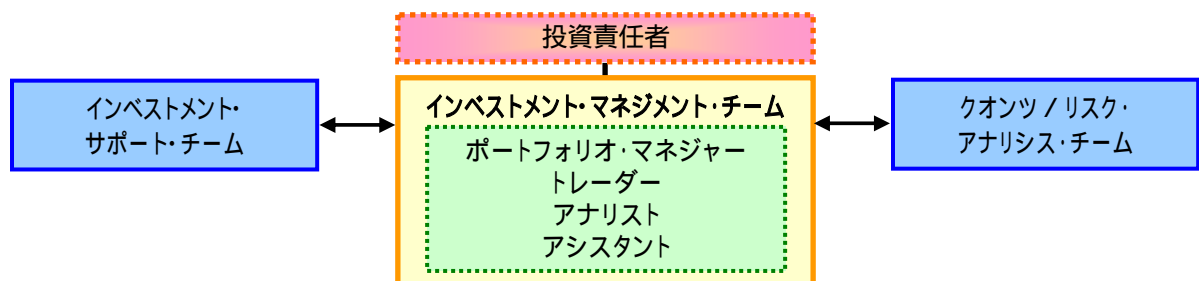 投資責任者
インベストメント・
サポート・チーム
インベストメント・マネジメント・チーム
ポートフォリオ・マネジャー
トレーダー
アナリスト
アシスタント
クオンツ / リスク・
アナリシス・チーム